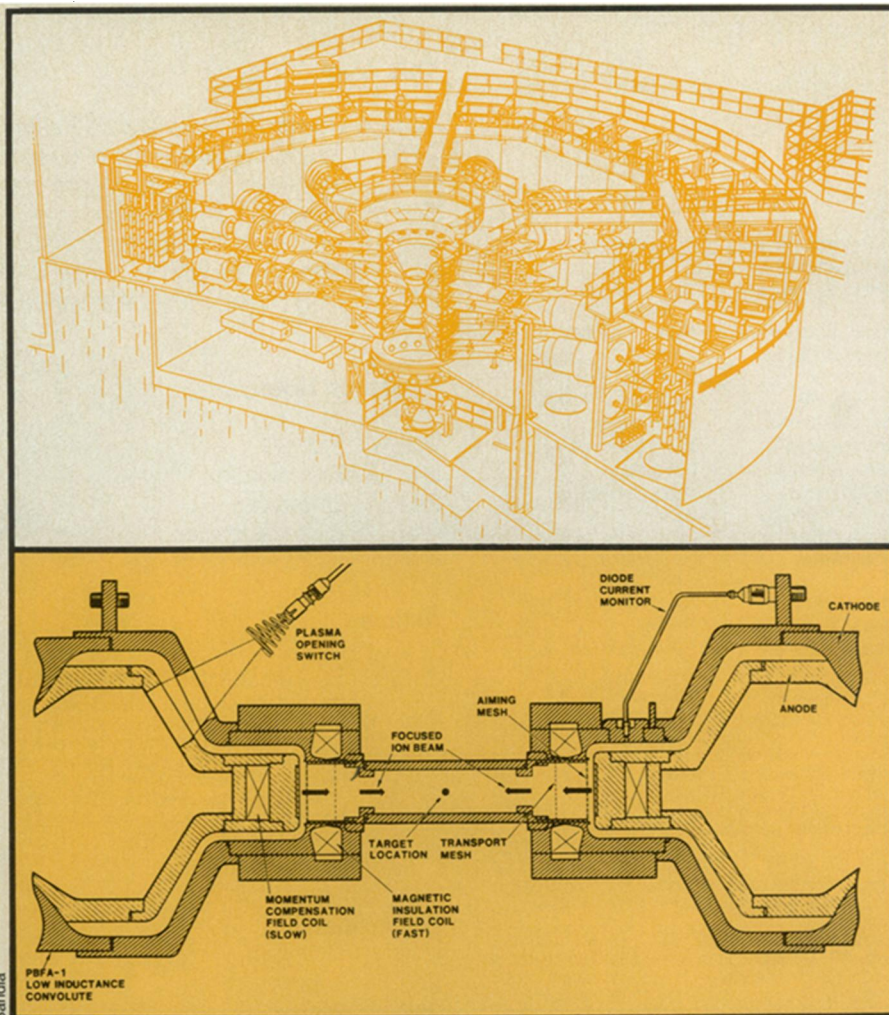 DIODE
CURRENT
MONITOR
CATHODE
PLASMA
OPENING
SWITCH
AIMING
MESH
ANODE
FOCUSED
ION BEAM
TARGET
LOCATION
TRANSPORT
MESH
MOMENTUM
COMPENSATION
FIELD COIL
(SLOW)
MAGNETIC
INSULATION
FIELD COIL
(FAST)
PBFA-1
LOW INDUCTANCE
CONVOLUTE